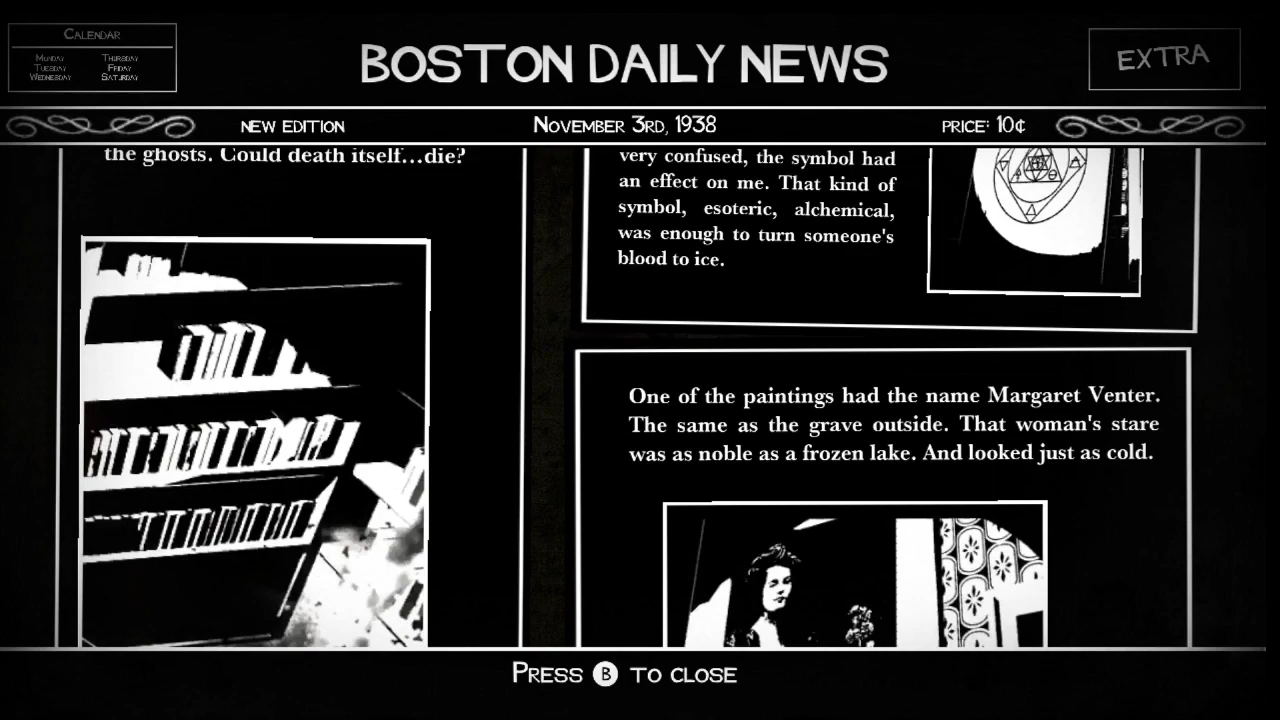 CALENDAR
MUNDAY THURSDAY
TUESDAY FRIDAY
WEDNESDAY SATURDAY
BOSTON DAILY NEWS
EXTRA
NEW EDITION
NOVEMBER 3RD, 1938
PRICE: 10¢
the ghosts. Could death itself...die?
very confused, the symbol had
an effect on me. That kind of
symbol, esoteric, alchemical,
was enough to turn someone's
blood to ice.
One of the paintings had the name Margaret Venter.
The same as the grave outside. That woman's stare
was as noble as a frozen lake. And looked just as cold.
PRESS B TO CLOSE